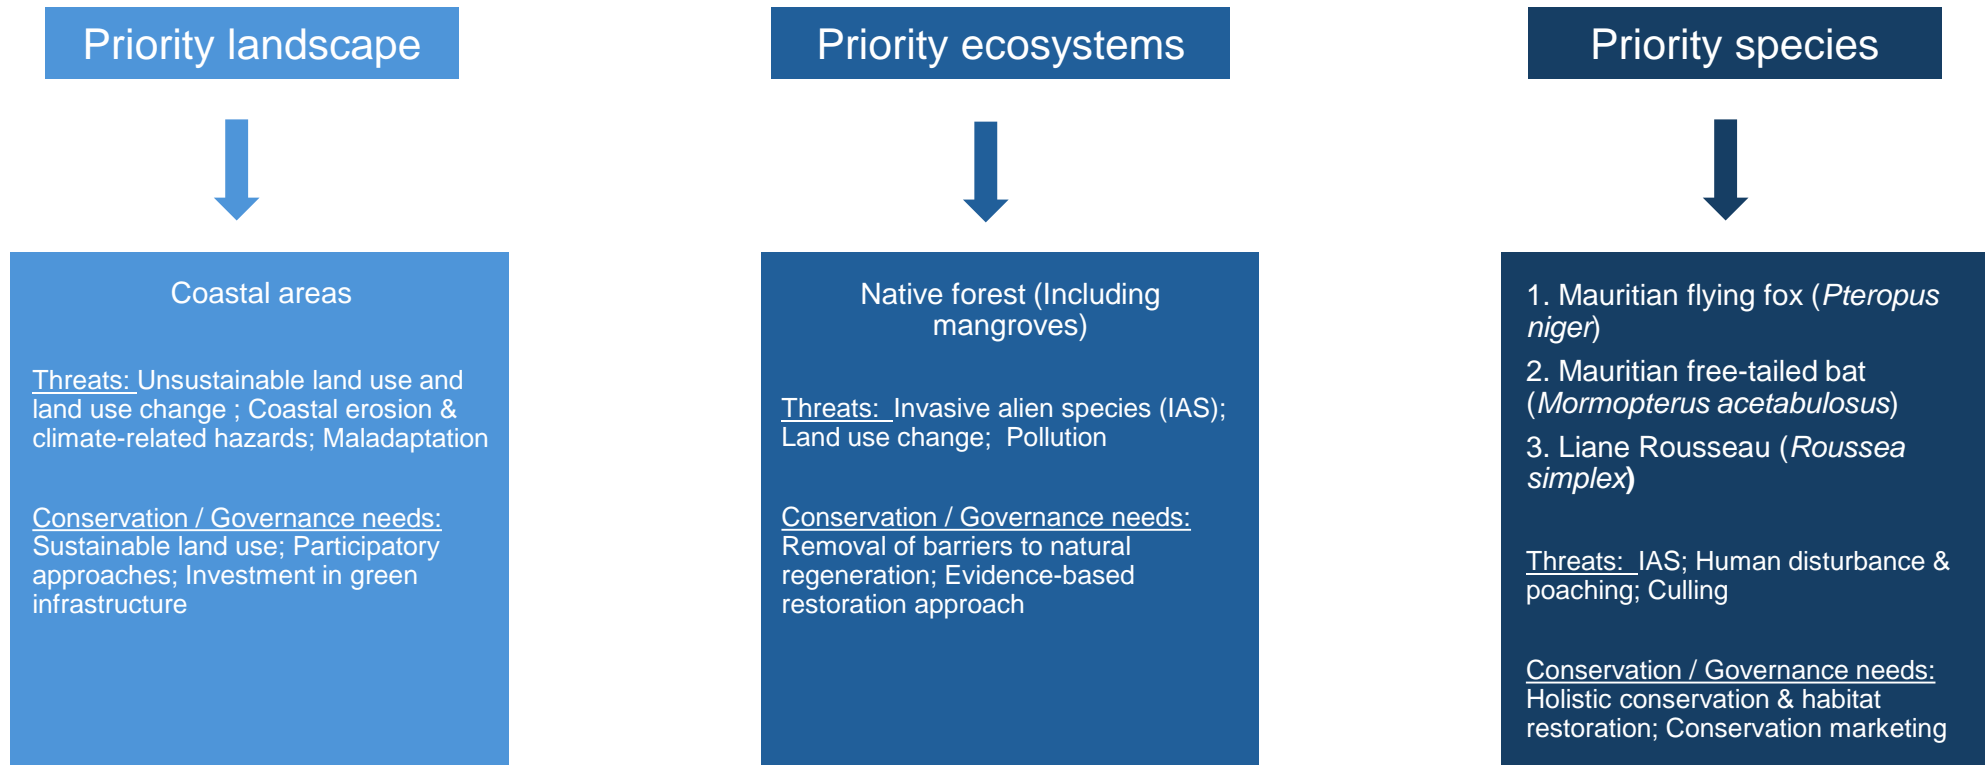 Priority landscape
Coastal areas
Threats: Unsustainable land use and
land use change ; Coastal erosion &
climate-related hazards; Maladaptation
Conservation / Governance needs:
Sustainable land use; Participatory
approaches; Investment in green
infrastructure
Priority ecosystems
Native forest (Including
mangroves)
Threats:  Invasive alien species (IAS);
Land use change;  Pollution
Conservation / Governance needs:
Removal of barriers to natural
regeneration; Evidence-based
restoration approach
Priority species
1. Mauritian flying fox (Pteropus
niger)
2. Mauritian free-tailed bat
(Mormopterus acetabulosus)
3. Liane Rousseau (Roussea
simplex)
Threats:  IAS; Human disturbance &
poaching; Culling
Conservation / Governance needs:
Holistic conservation & habitat
restoration; Conservation marketing